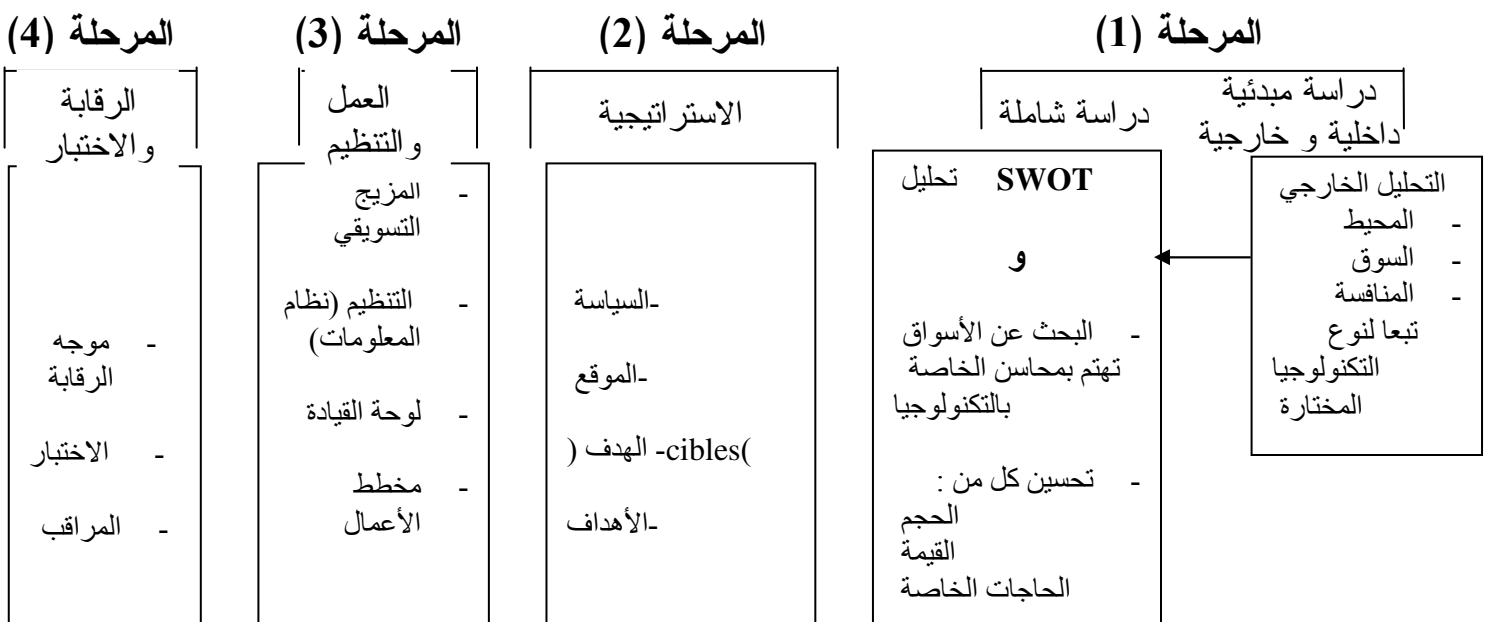 المرحلة (1)
دراسة مبدئية
داخلية و خارجية
دراسة شاملة
التحليل الخارجي
- المحيط
- السوق
- المنافسة
تبعا لنوع
التكنولوجيا
المختارة
تحليل SWOT
و
- البحث عن الأسواق
تهتم بمحاسن الخاصة
بالتكنولوجيا
- تحسين كل من :
الحجم
القيمة
الحاجات الخاصة
المرحلة (2)
الاستراتيجية
-السياسة
-الموقع
)cibles- الهدف (
-الأهداف
المرحلة (3)
العمل
والتنظيم
- المزيج
التسويقي
- التنظيم (نظام
المعلومات)
- لوحة القيادة
- مخطط
الأعمال
المرحلة (4)
الرقابة
والاختبار
- موجه
الرقابة
- الاختبار
- المراقب